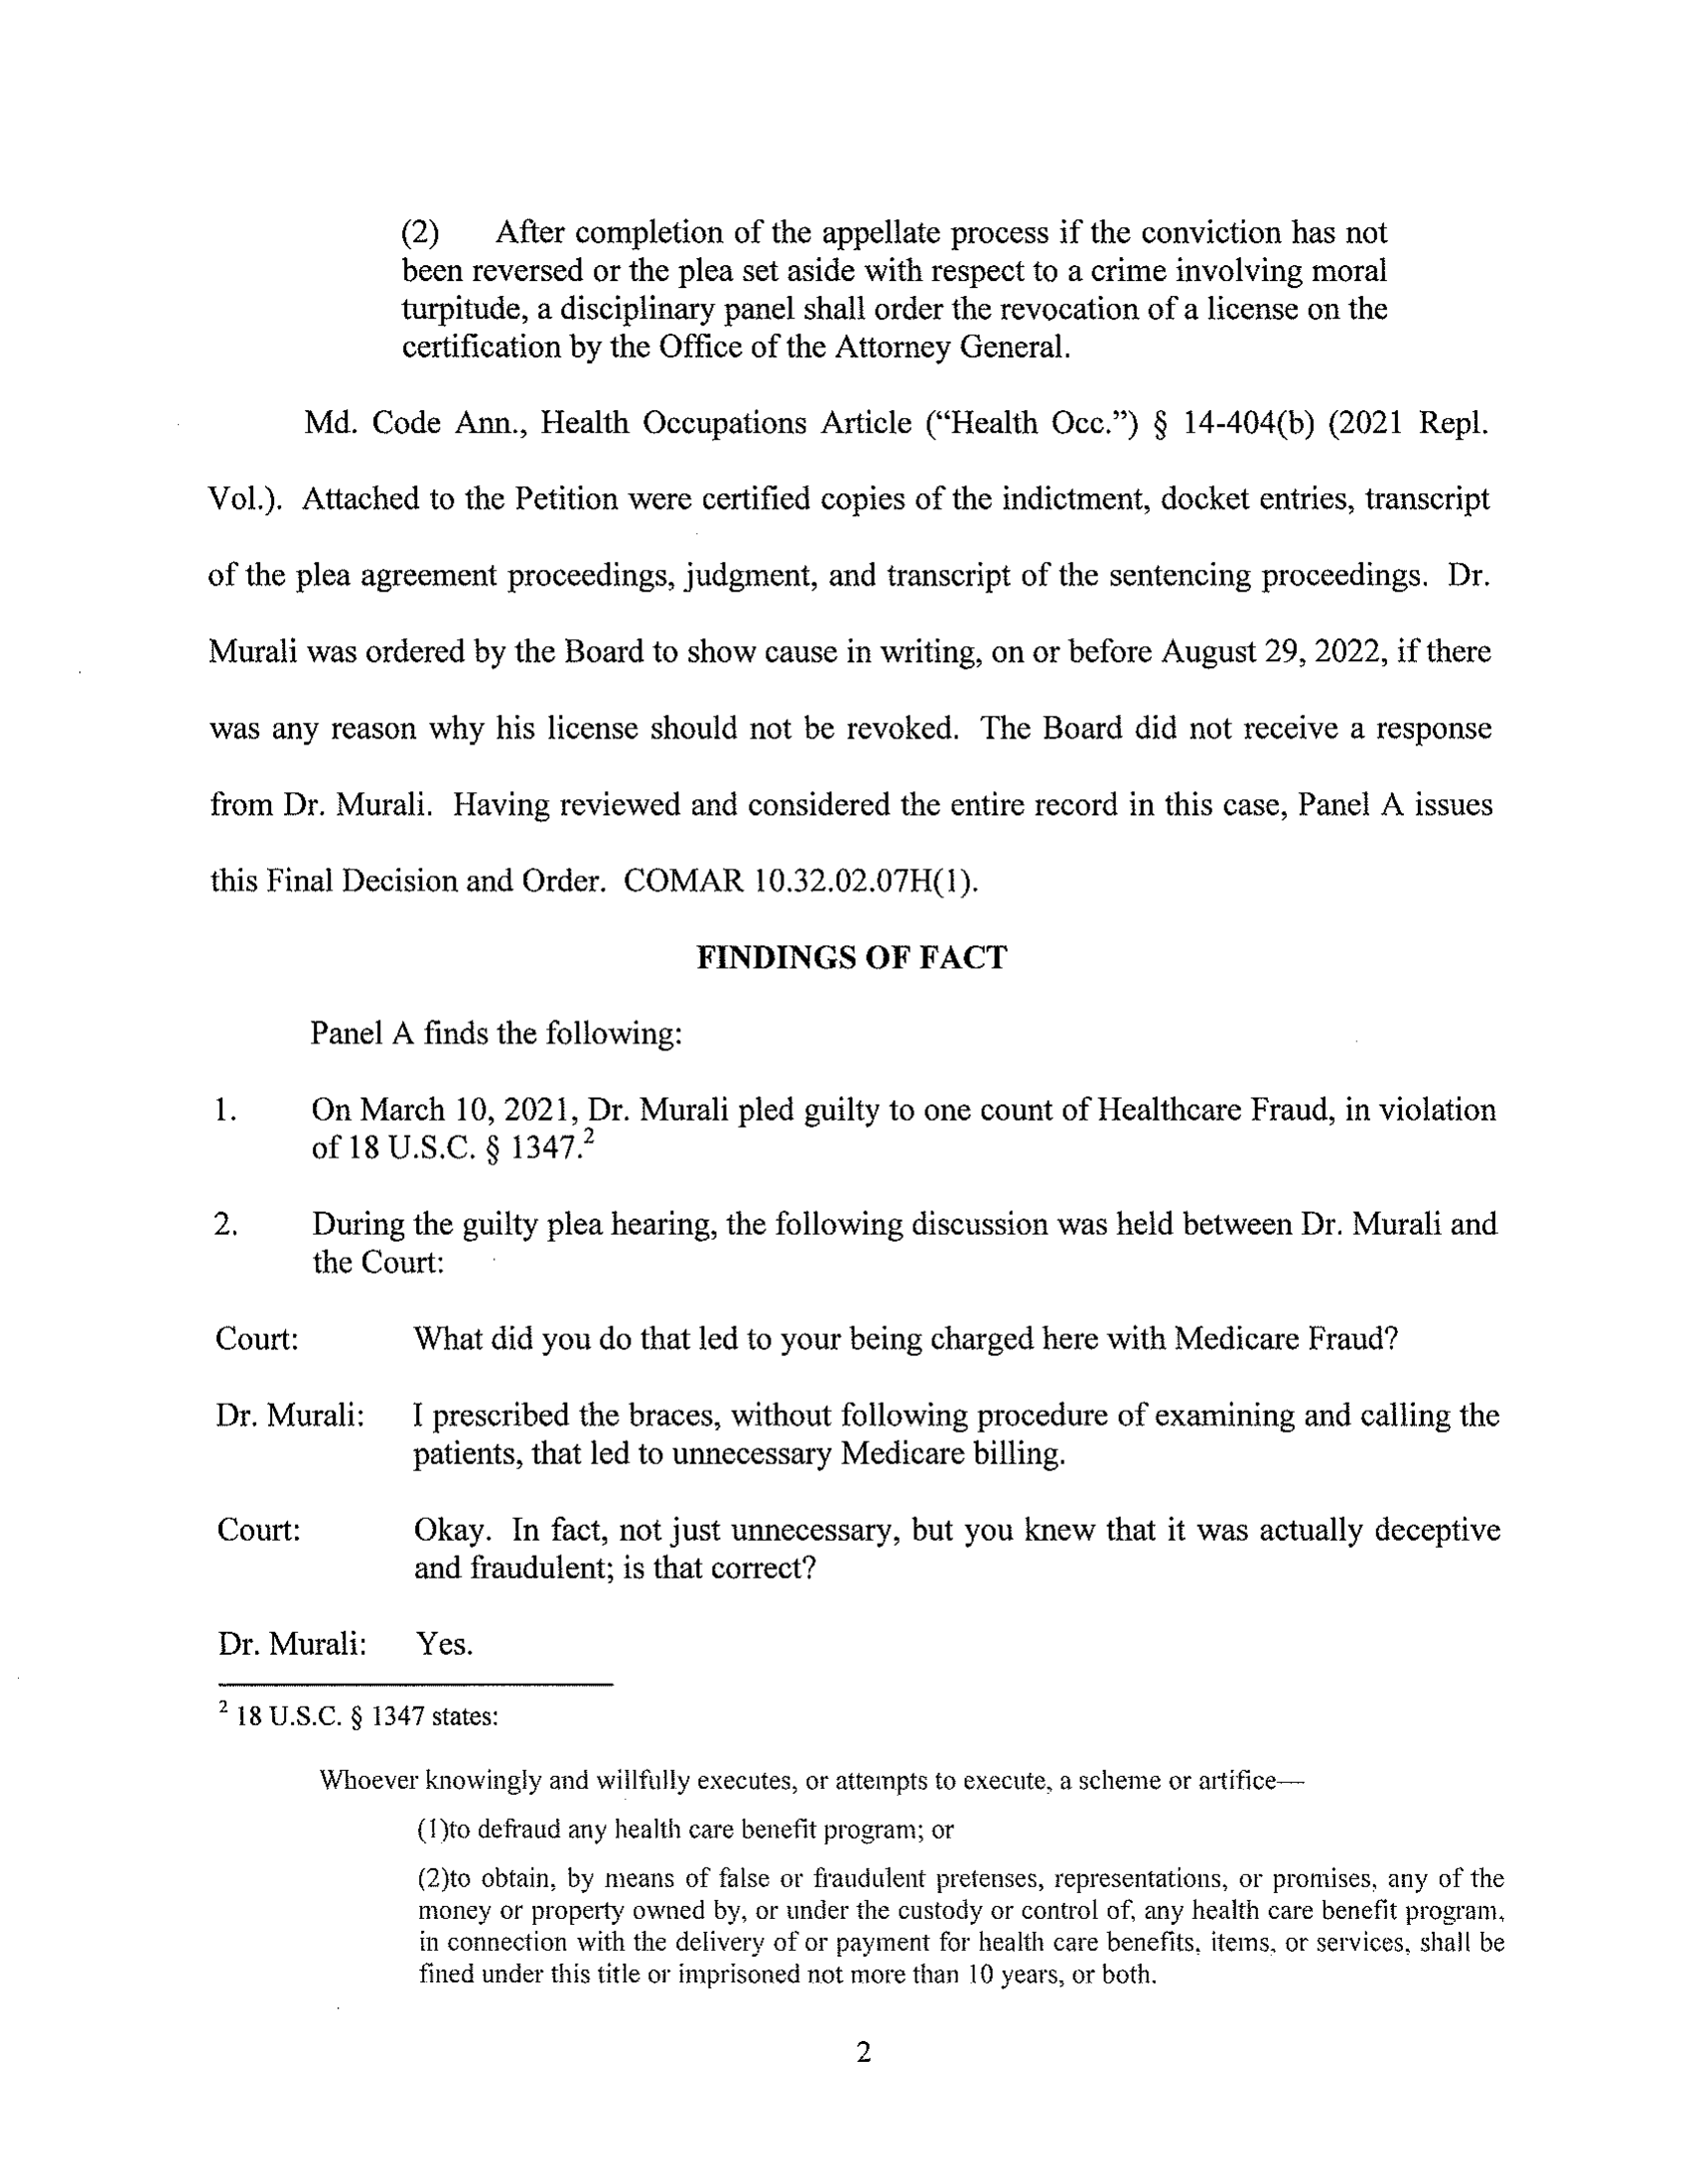 (2) After completion of the appellate process if the conviction has not
been reversed or the plea set aside with respect to a crime involving moral
turpitude, a disciplinary panel shall order the revocation of a license on the
certification by the Office of the Attorney General.
Md. Code Ann., Health Occupations Article (“Health Occ.”) § 14-404(b) (2021 Repl.
Vol.). Attached to the Petition were certified copies of the indictment, docket entries, transcript
of the plea agreement proceedings, judgment, and transcript of the sentencing proceedings. Dr.
Murali was ordered by the Board to show cause in writing, on or before August 29, 2022, if there
was any reason why his license should not be revoked. The Board did not receive a response
from Dr. Murali. Having reviewed and considered the entire record in this case, Panel A issues
this Final Decision and Order. COMAR 10.32.02.07H(1).
FINDINGS OF FACT
Panel A finds the following:
1. On March 10, 2021, Dr. Murali pled guilty to one count of Healthcare Fraud, in violation
of 18 U.S.C. § 1347.²
2. During the guilty plea hearing, the following discussion was held between Dr. Murali and
the Court:
Court: What did you do that led to your being charged here with Medicare Fraud?
Dr. Murali: I prescribed the braces, without following procedure of examining and calling the
patients, that led to unnecessary Medicare billing.
Court: Okay. In fact, not just unnecessary, but you knew that it was actually deceptive
and fraudulent; is that correct?
Dr. Murali: Yes.
² 18 U.S.C. § 1347 states:
Whoever knowingly and willfully executes, or attempts to execute, a scheme or artifice—
(1)to defraud any health care benefit program; or
(2)to obtain, by means of false or fraudulent pretenses, representations, or promises, any of the
money or property owned by, or under the custody or control of, any health care benefit program,
in connection with the delivery of or payment for health care benefits, items, or services, shall be
fined under this title or imprisoned not more than 10 years, or both.
2